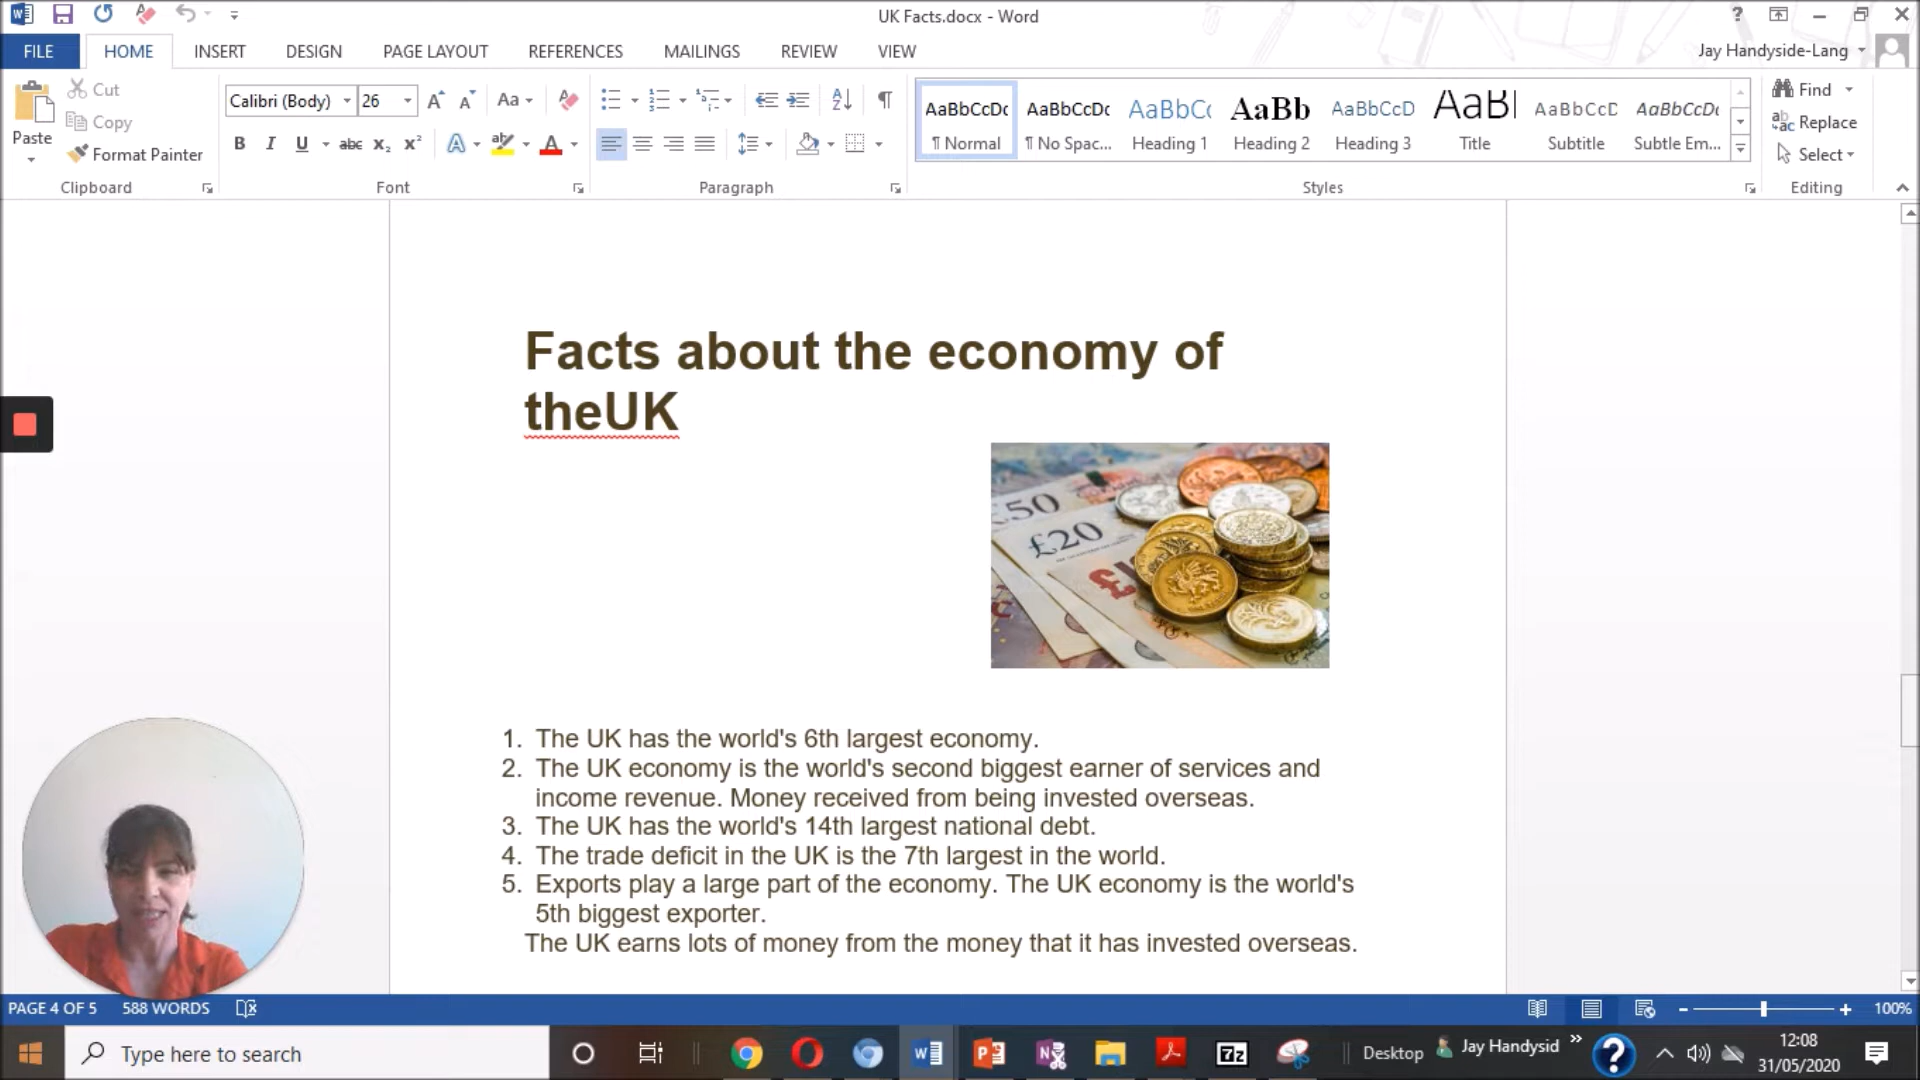 UK Facts.docx - Word
FILE HOME INSERT DESIGN PAGE LAYOUT REFERENCES MAILINGS REVIEW VIEW
Jay Handyside-Lang
Paste
Cut
Copy
Format Painter
Clipboard
Calibri (Body) 26
Font
Paragraph
AaBbCcDc AaBbCcDc AaBbC AaBb AaBbCcD AaB AaBbCcD AaBbCcDc
¶ Normal ¶ No Spac... Heading 1 Heading 2 Heading 3 Title Subtitle Subtle Em...
Styles
Find
Replace
Select
Editing
Facts about the economy of
theUK
£50
£20
1. The UK has the world's 6th largest economy.
2. The UK economy is the world's second biggest earner of services and
income revenue. Money received from being invested overseas.
3. The UK has the world's 14th largest national debt.
4. The trade deficit in the UK is the 7th largest in the world.
5. Exports play a large part of the economy. The UK economy is the world's
5th biggest exporter.
The UK earns lots of money from the money that it has invested overseas.
PAGE 4 OF 5 588 WORDS
100%
Type here to search
Desktop
Jay Handysid
12:08
31/05/2020